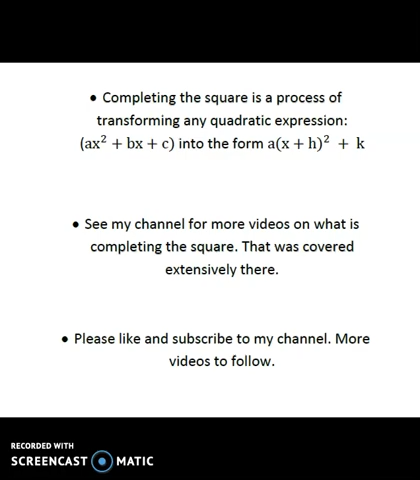 • Completing the square is a process of
transforming any quadratic expression:
(ax² + bx + c) into the form a(x + h)² + k
• See my channel for more videos on what is
completing the square. That was covered
extensively there.
• Please like and subscribe to my channel. More
videos to follow.
RECORDED WITH
SCREENCAST MATIC